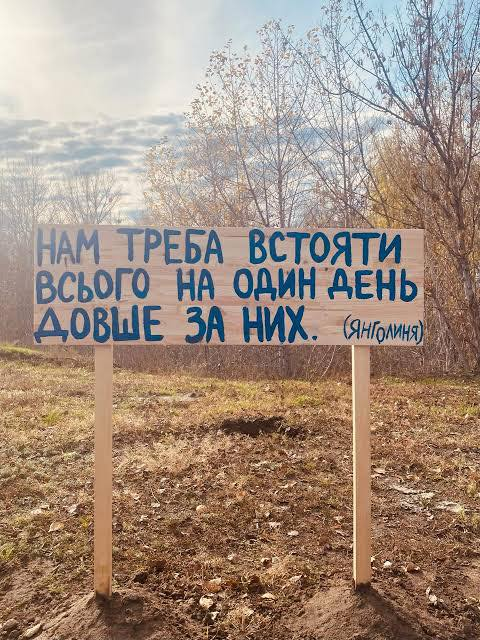 НАМ ТРЕБА ВСТОЯТИ
ВСЬОГО НА ОДИН ДЕНЬ
ДОВШЕ ЗА НИХ. (ЯНГОЛИНЯ)